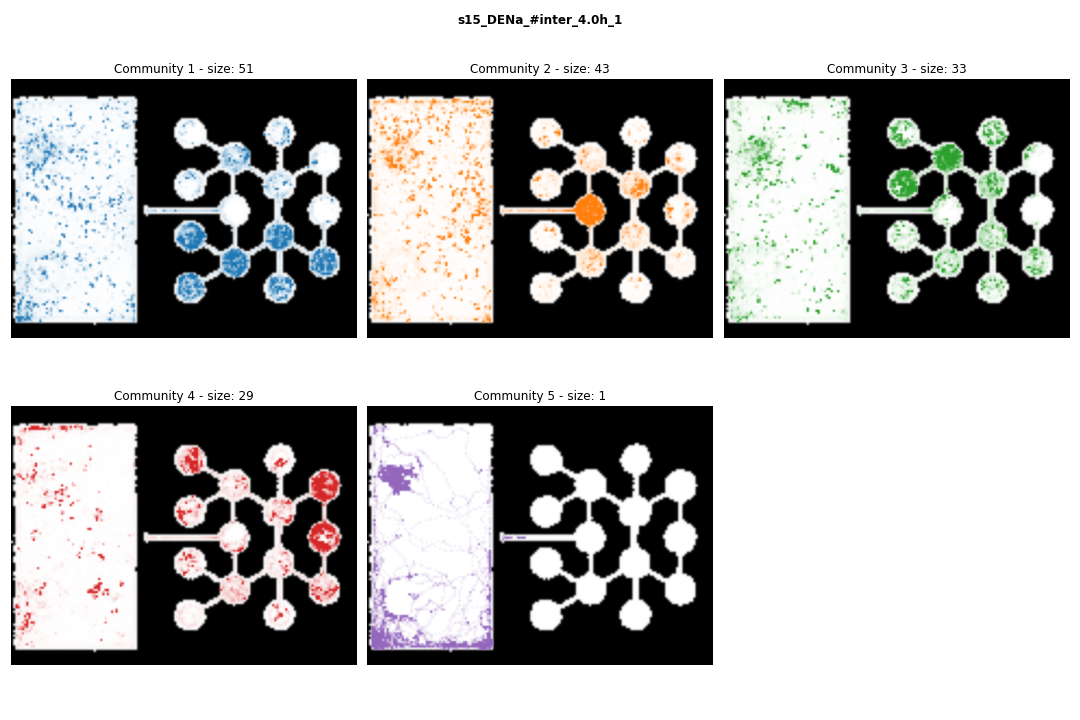 s15_DENa_#inter_4.0h_1
Community 1 - size: 51
Community 2 - size: 43
Community 3 - size: 33
Community 4 - size: 29
Community 5 - size: 1